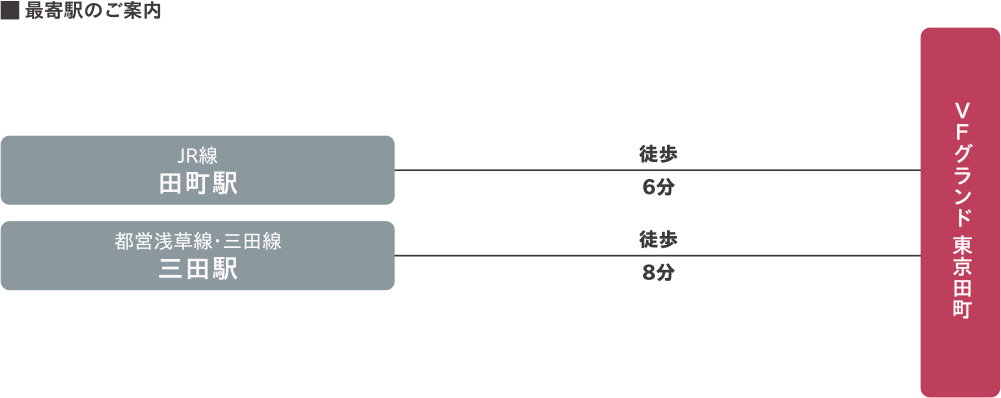 ■ 最寄駅のご案内
JR線
田町駅
徒歩
6分
都営浅草線・三田線
三田駅
徒歩
8分
VFグランド 東京田町